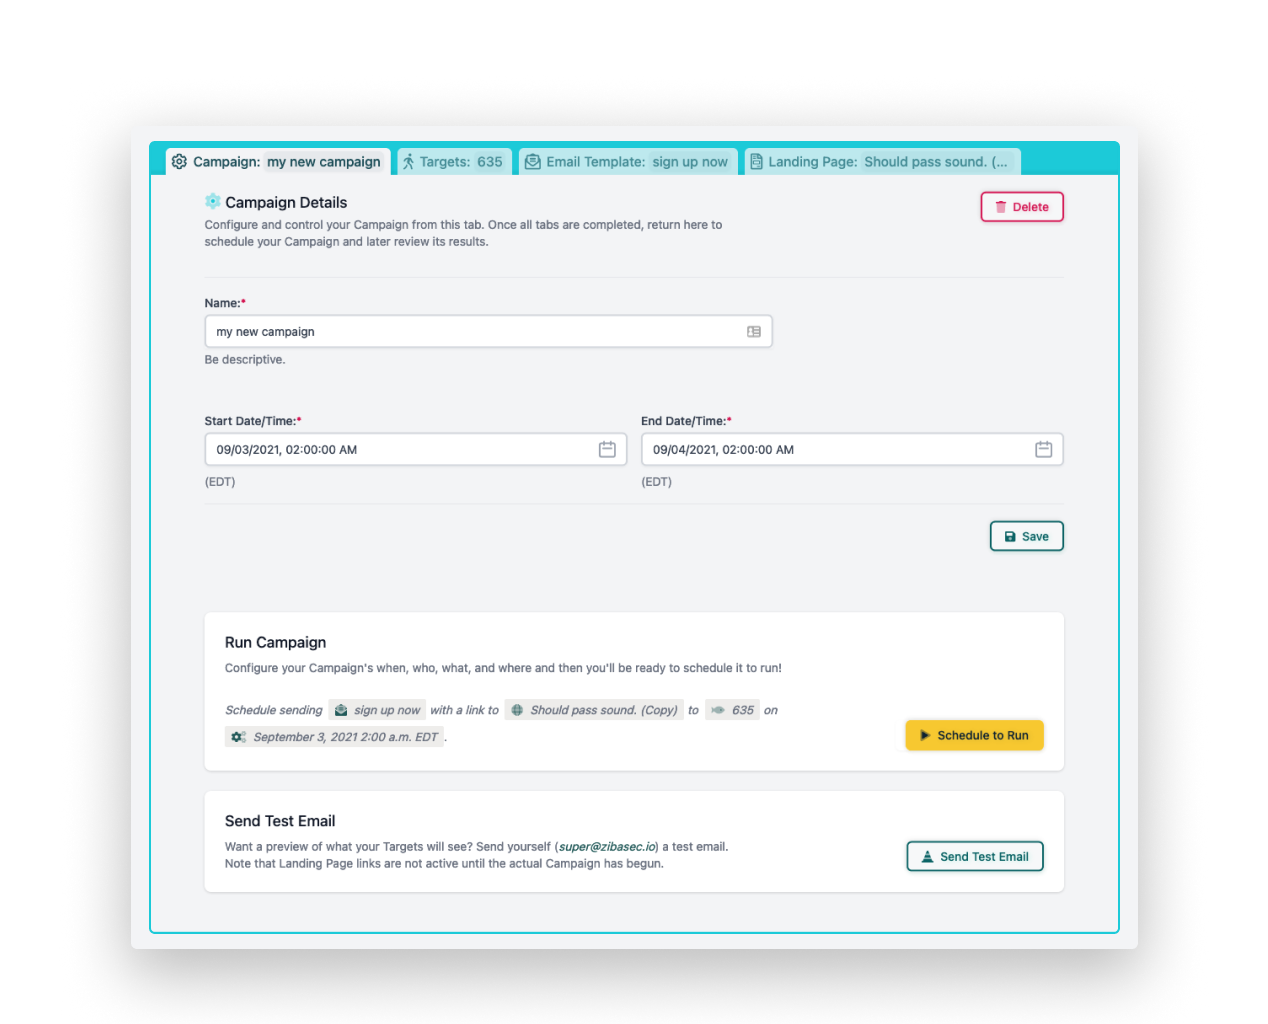 Campaign: my new campaign Targets: 635 Email Template: sign up now Landing Page: Should pass sound. (...
Campaign Details
Delete
Configure and control your Campaign from this tab. Once all tabs are completed, return here to
schedule your Campaign and later review its results.
Name:*
my new campaign
Be descriptive.
Start Date/Time:* End Date/Time:*
09/03/2021, 02:00:00 AM 09/04/2021, 02:00:00 AM
(EDT) (EDT)
Save
Run Campaign
Configure your Campaign's when, who, what, and where and then you'll be ready to schedule it to run!
Schedule sending sign up now with a link to Should pass sound. (Copy) to 635 on
September 3, 2021 2:00 a.m. EDT .
Schedule to Run
Send Test Email
Want a preview of what your Targets will see? Send yourself (super@zibasec.io) a test email.
Note that Landing Page links are not active until the actual Campaign has begun.
Send Test Email